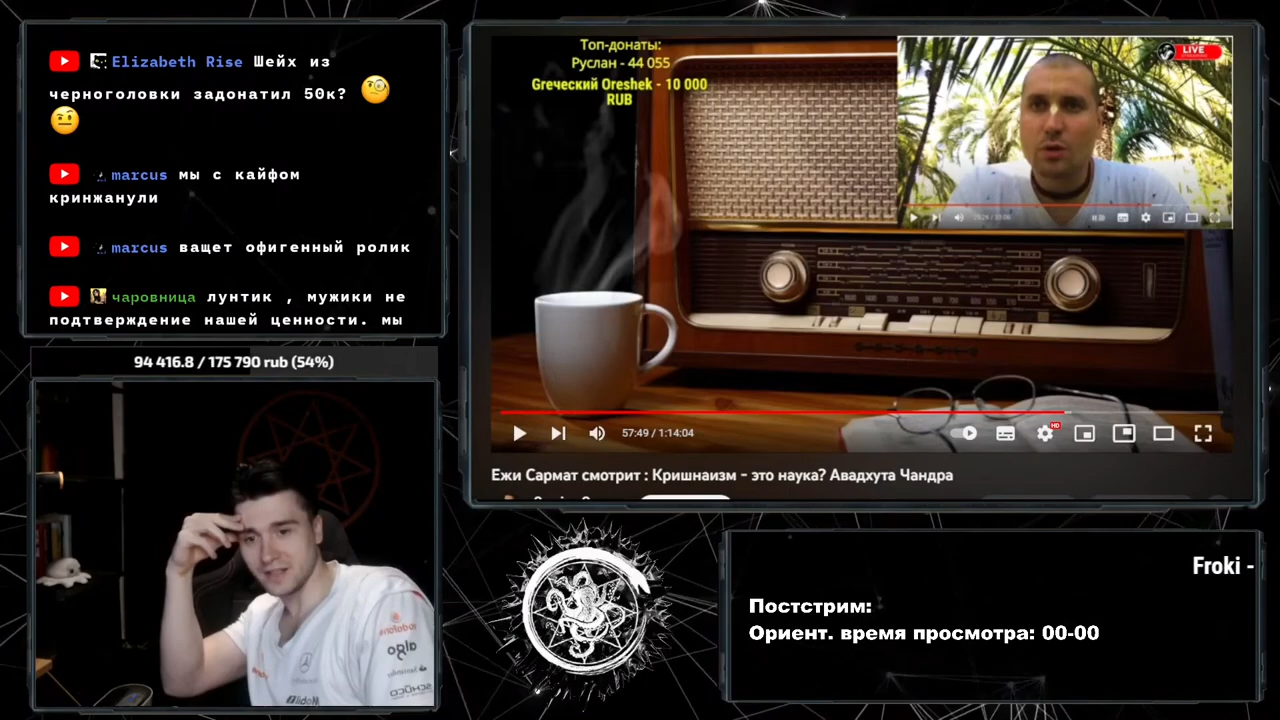 Elizabeth Rise Шейх из
черноголовки задонатил 50к?
marcus мы с кайфом
кринжанули
marcus ващет офигенный ролик
чаровница лунтик , мужики не
подтверждение нашей ценности. мы
94 416.8 / 175 790 rub (54%)
Топ-донаты:
Руслан - 44 055
Greческий Oreshek - 10 000
RUB
LIVE
57:49 / 1:14:04
HD
Ежи Сармат смотрит : Кришнаизм - это наука? Авадхута Чандра
Froki -
Постстрим:
Ориент. время просмотра: 00-00